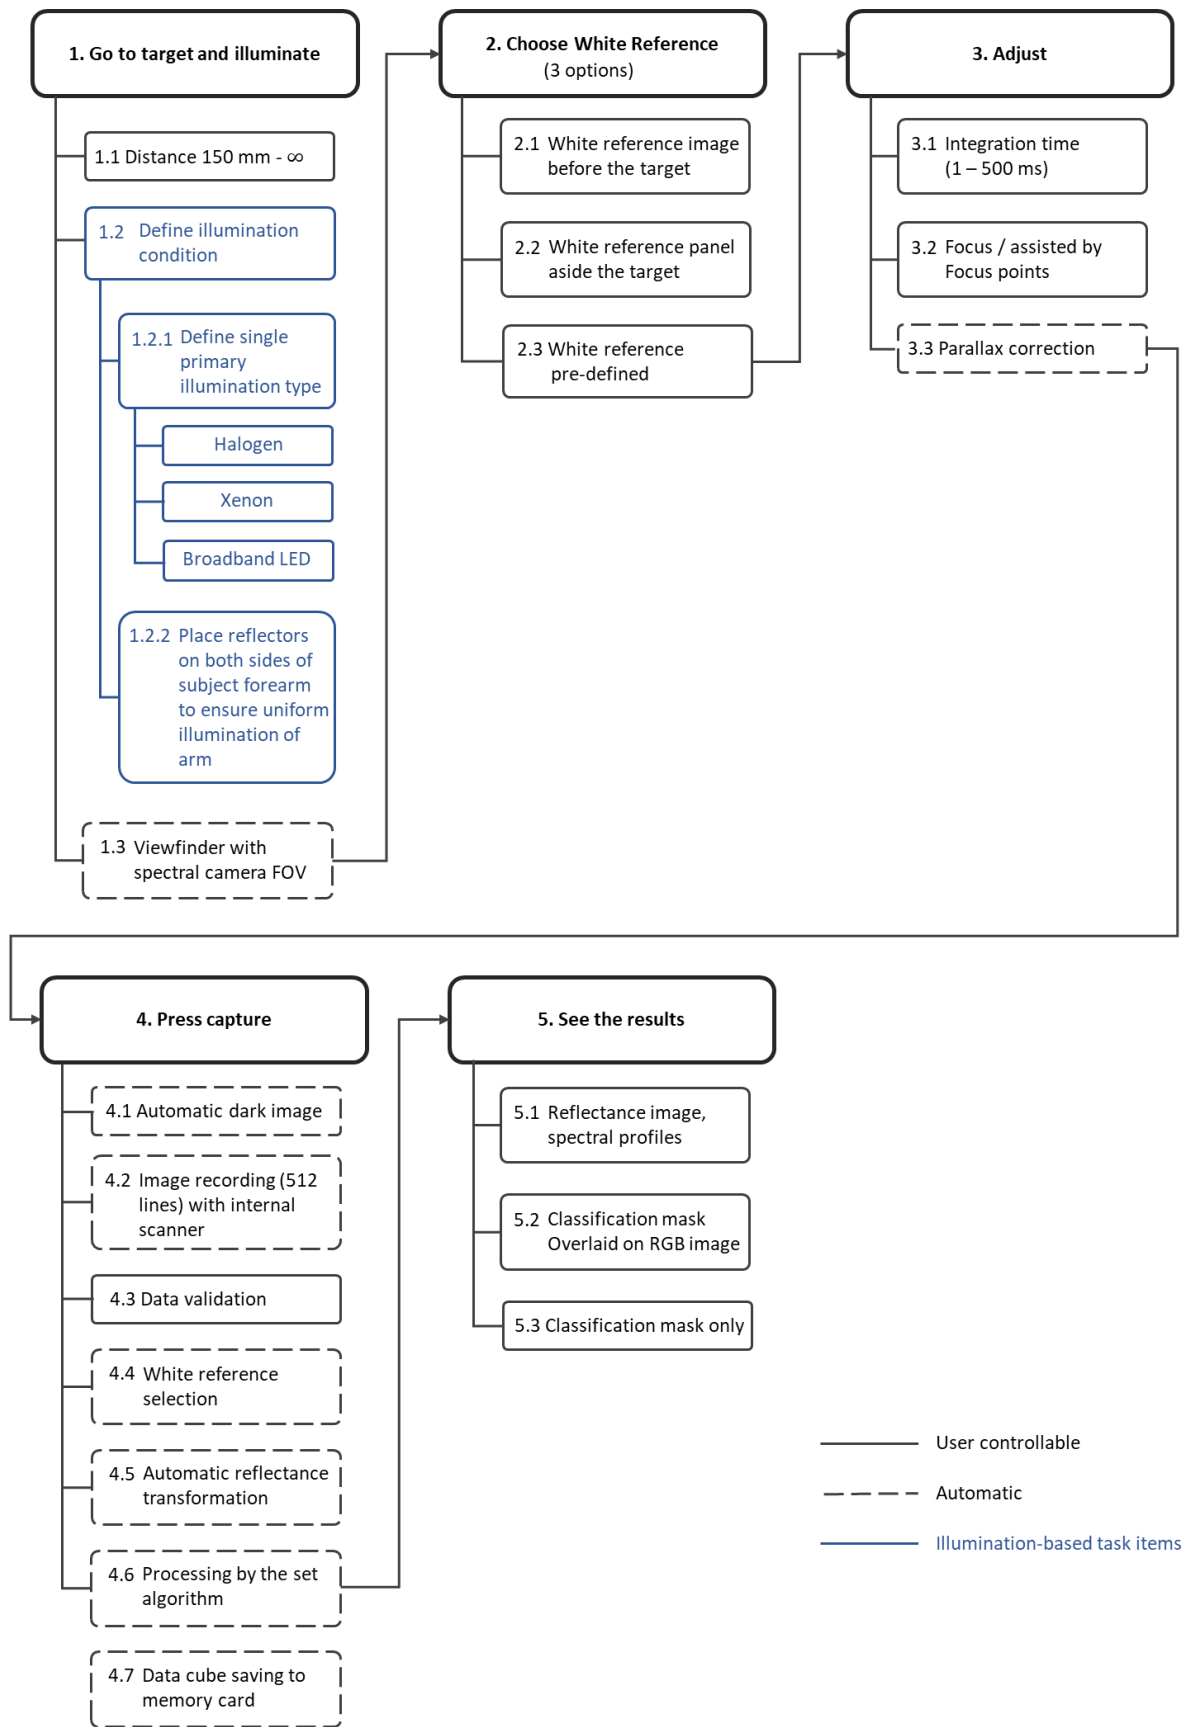 1. Go to target and illuminate
1.1 Distance 150 mm - ∞
1.2 Define illumination
condition
1.2.1 Define single
primary
illumination type
Halogen
Xenon
Broadband LED
1.2.2 Place reflectors
on both sides of
subject forearm
to ensure uniform
illumination of
arm
1.3 Viewfinder with
spectral camera FOV
2. Choose White Reference
(3 options)
2.1 White reference image
before the target
2.2 White reference panel
aside the target
2.3 White reference
pre-defined
3. Adjust
3.1 Integration time
(1 – 500 ms)
3.2 Focus / assisted by
Focus points
3.3 Parallax correction
4. Press capture
4.1 Automatic dark image
4.2 Image recording (512
lines) with internal
scanner
4.3 Data validation
4.4 White reference
selection
4.5 Automatic reflectance
transformation
4.6 Processing by the set
algorithm
4.7 Data cube saving to
memory card
5. See the results
5.1 Reflectance image,
spectral profiles
5.2 Classification mask
Overlaid on RGB image
5.3 Classification mask only
User controllable
Automatic
Illumination-based task items